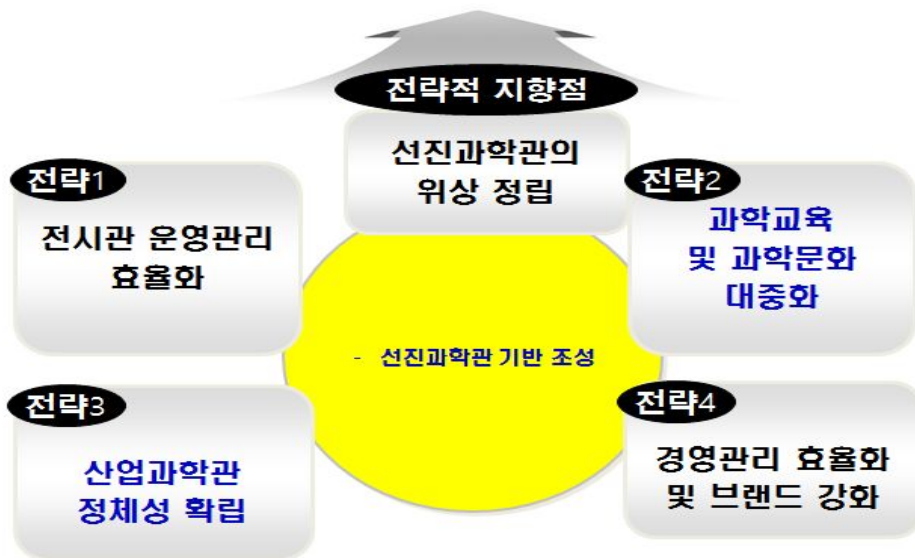 전략적 지향점
선진과학관의
위상 정립
전략1
전시관 운영관리
효율화
전략2
과학교육
및 과학문화
대중화
- 선진과학관 기반 조성
전략3
산업과학관
정체성 확립
전략4
경영관리 효율화
및 브랜드 강화